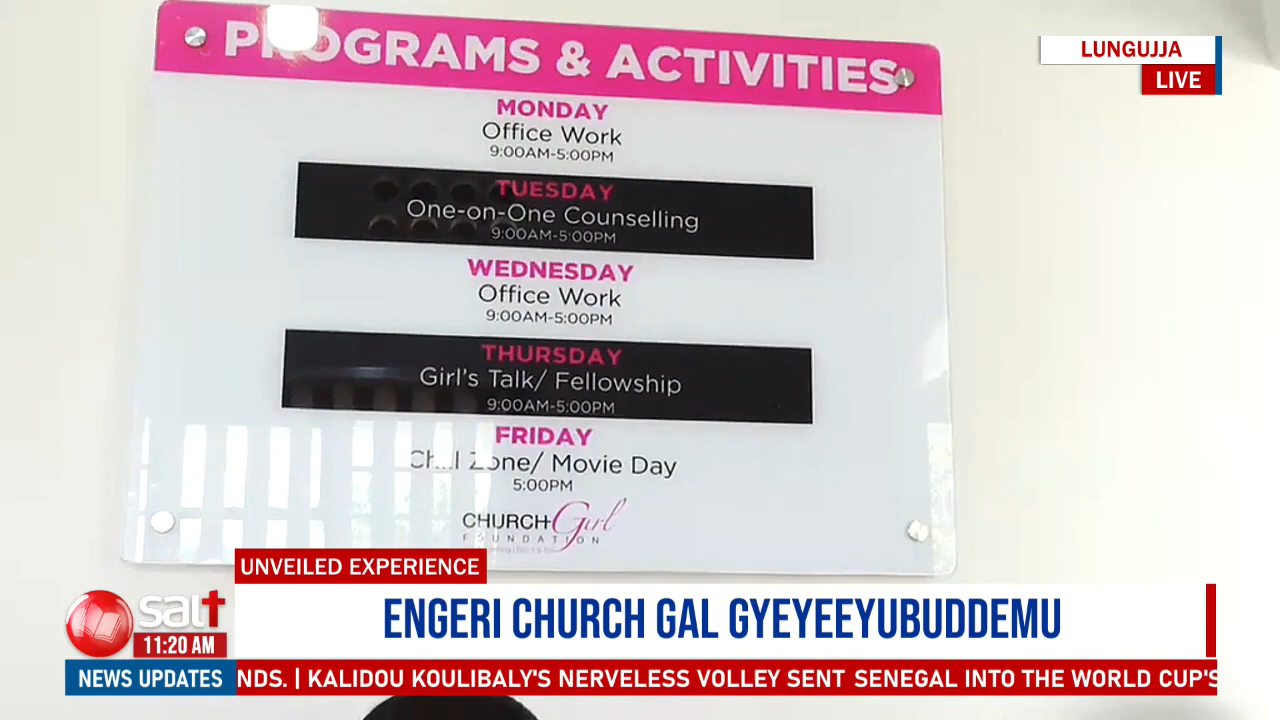 PROGRAMS & ACTIVITIES
MONDAY
Office Work
9:00AM-5:00PM
TUESDAY
One-on-One Counselling
9:00AM-5:00PM
WEDNESDAY
Office Work
9:00AM-5:00PM
THURSDAY
Girl's Talk/ Fellowship
9:00AM-5:00PM
FRIDAY
Chill Zone/ Movie Day
5:00PM
CHURCH Girl
FOUNDATION
LUNGUJJA
LIVE
UNVEILED EXPERIENCE
ENGERI CHURCH GAL GYEYEEYUBUDDEMU
salt
11:20 AM
NEWS UPDATES
NDS. | KALIDOU KOULIBALY'S NERVELESS VOLLEY SENT SENEGAL INTO THE WORLD CUP'S